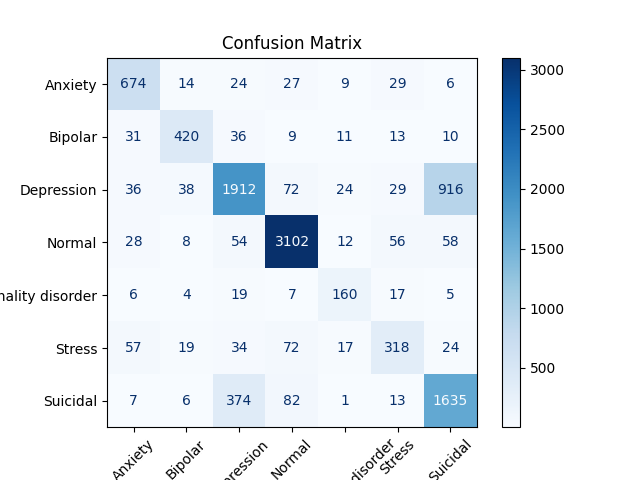 Confusion Matrix
Anxiety 674 14 24 27 9 29 6
Bipolar 31 420 36 9 11 13 10
Depression 36 38 1912 72 24 29 916
Normal 28 8 54 3102 12 56 58
nality disorder 6 4 19 7 160 17 5
Stress 57 19 34 72 17 318 24
Suicidal 7 6 374 82 1 13 1635
Anxiety
Bipolar
ression
Normal
disorder
Stress
Suicidal
3000
2500
2000
1500
1000
500